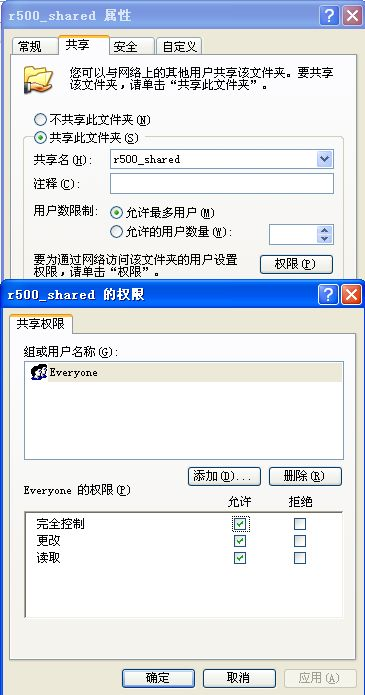 r500_shared 属性
常规 共享 安全 自定义
您可以与网络上的其他用户共享该文件夹。要共享
该文件夹，请单击“共享此文件夹”。
不共享此文件夹(N)
共享此文件夹(S)
共享名(H): r500_shared
注释(C):
用户数限制: 允许最多用户(M)
允许的用户数量(W):
要为通过网络访问该文件夹的用户设置
权限，请单击“权限”。 权限(P)
r500_shared 的权限
共享权限
组或用户名称(G):
Everyone
添加(D)... 删除(R)
Everyone 的权限(P) 允许 拒绝
完全控制
更改
读取
确定 取消 应用(A)